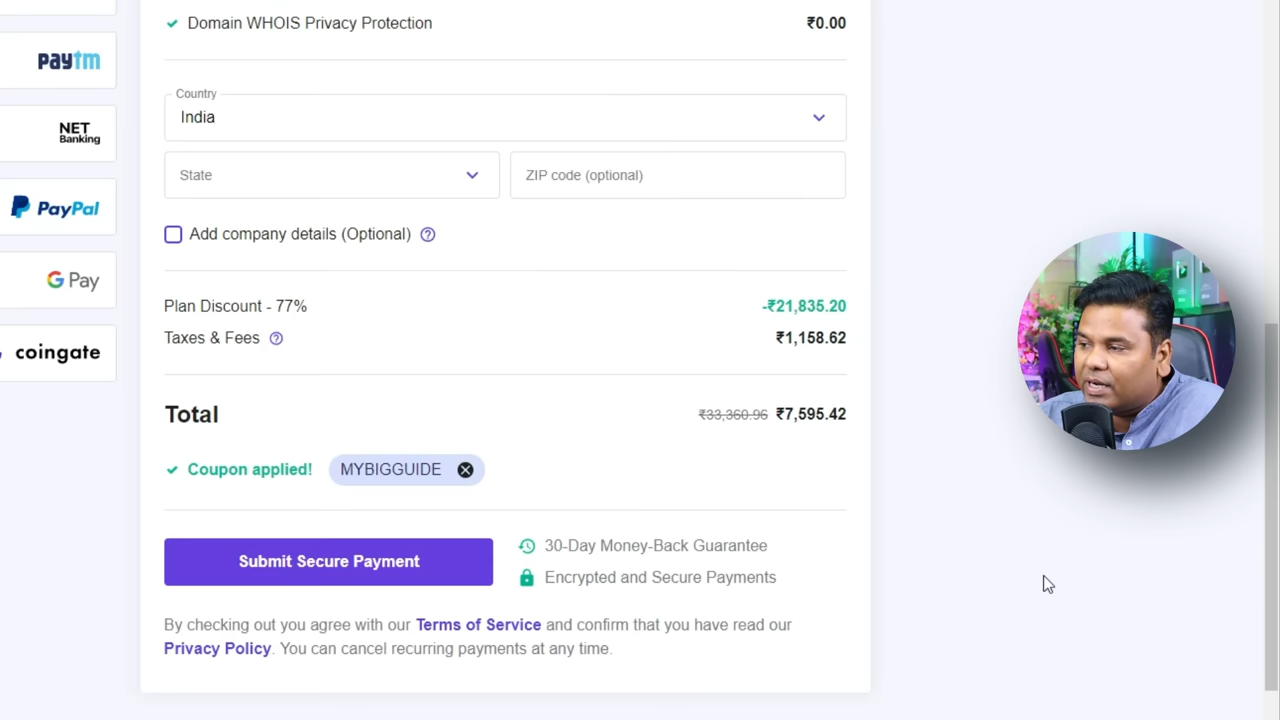 Domain WHOIS Privacy Protection ₹0.00
paytm
NET
Banking
PayPal
G Pay
coingate
Country
India
State
ZIP code (optional)
Add company details (Optional)
Plan Discount - 77% -₹21,835.20
Taxes & Fees ₹1,158.62
Total ₹33,360.96 ₹7,595.42
Coupon applied! MYBIGGUIDE
Submit Secure Payment
30-Day Money-Back Guarantee
Encrypted and Secure Payments
By checking out you agree with our Terms of Service and confirm that you have read our
Privacy Policy. You can cancel recurring payments at any time.